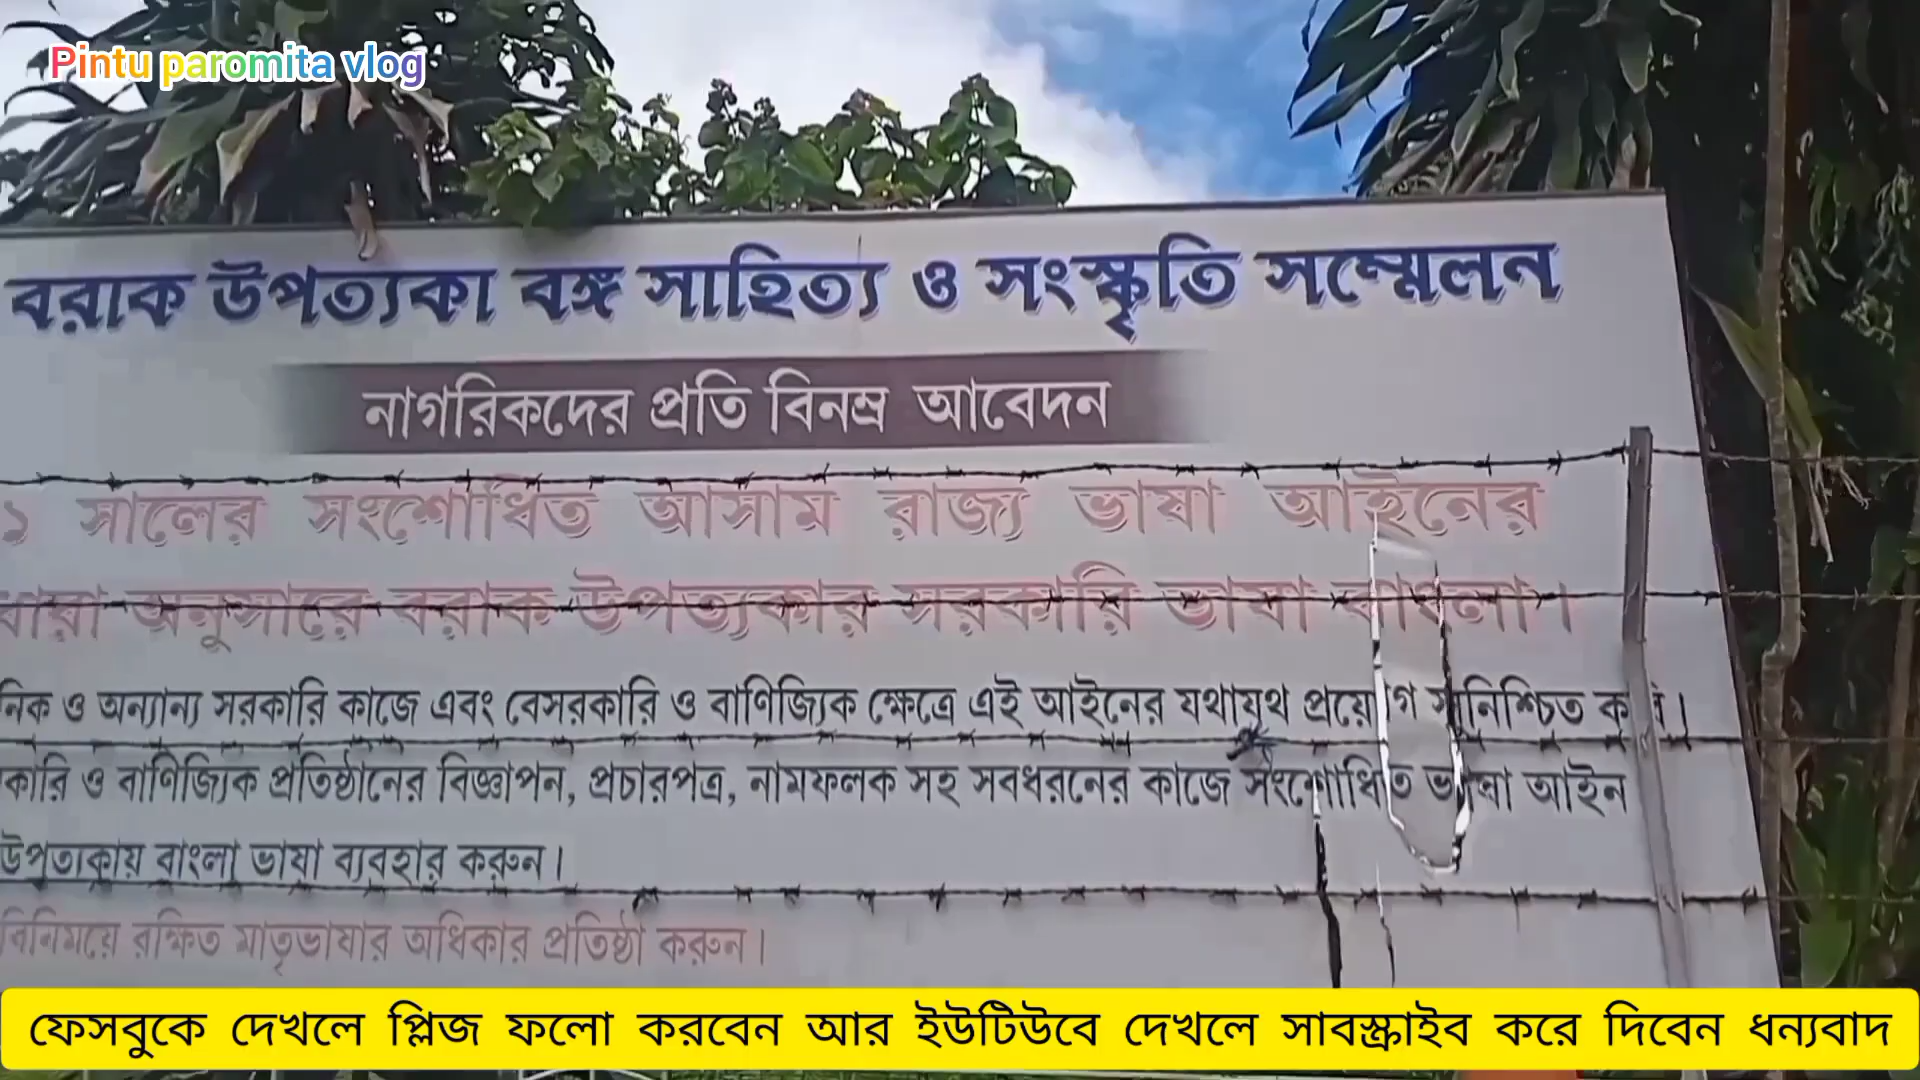 Pintu paromita vlog
বরাক উপত্যকা বঙ্গ সাহিত্য ও সংস্কৃতি সম্মেলন
নাগরিকদের প্রতি বিনম্র আবেদন
১ সালের সংশোধিত আসাম রাজ্য ভাষা আইনের
ধারা অনুসারে বরাক উপত্যকার সরকারি ভাষা বাংলা।
নিক ও অন্যান্য সরকারি কাজে এবং বেসরকারি ও বাণিজ্যিক ক্ষেত্রে এই আইনের যথাযথ প্রয়োগ সুনিশ্চিত করি।
কারি ও বাণিজ্যিক প্রতিষ্ঠানের বিজ্ঞাপন, প্রচারপত্র, নামফলক সহ সবধরনের কাজে সংশোধিত ভাষা আইন
উপত্যকায় বাংলা ভাষা ব্যবহার করুন।
বিনিময়ে রক্ষিত মাতৃভাষার অধিকার প্রতিষ্ঠা করুন।
ফেসবুকে দেখলে প্লিজ ফলো করবেন আর ইউটিউবে দেখলে সাবস্ক্রাইব করে দিবেন ধন্যবাদ